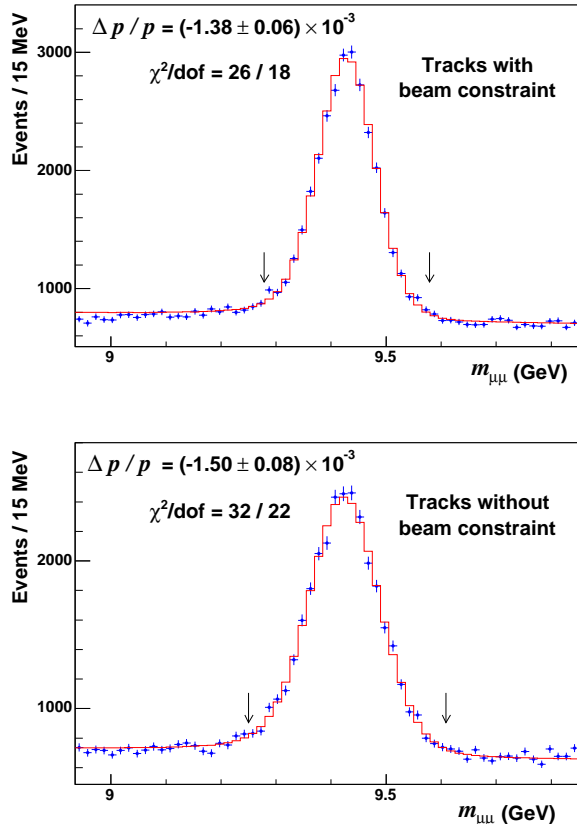 Δp/p = (-1.38 ± 0.06) × 10⁻³
χ²/dof = 26 / 18
Tracks with
beam constraint
Events / 15 MeV
3000
2000
1000
9
9.5
m_μμ (GeV)
Δp/p = (-1.50 ± 0.08) × 10⁻³
χ²/dof = 32 / 22
Tracks without
beam constraint
Events / 15 MeV
2000
1000
9
9.5
m_μμ (GeV)